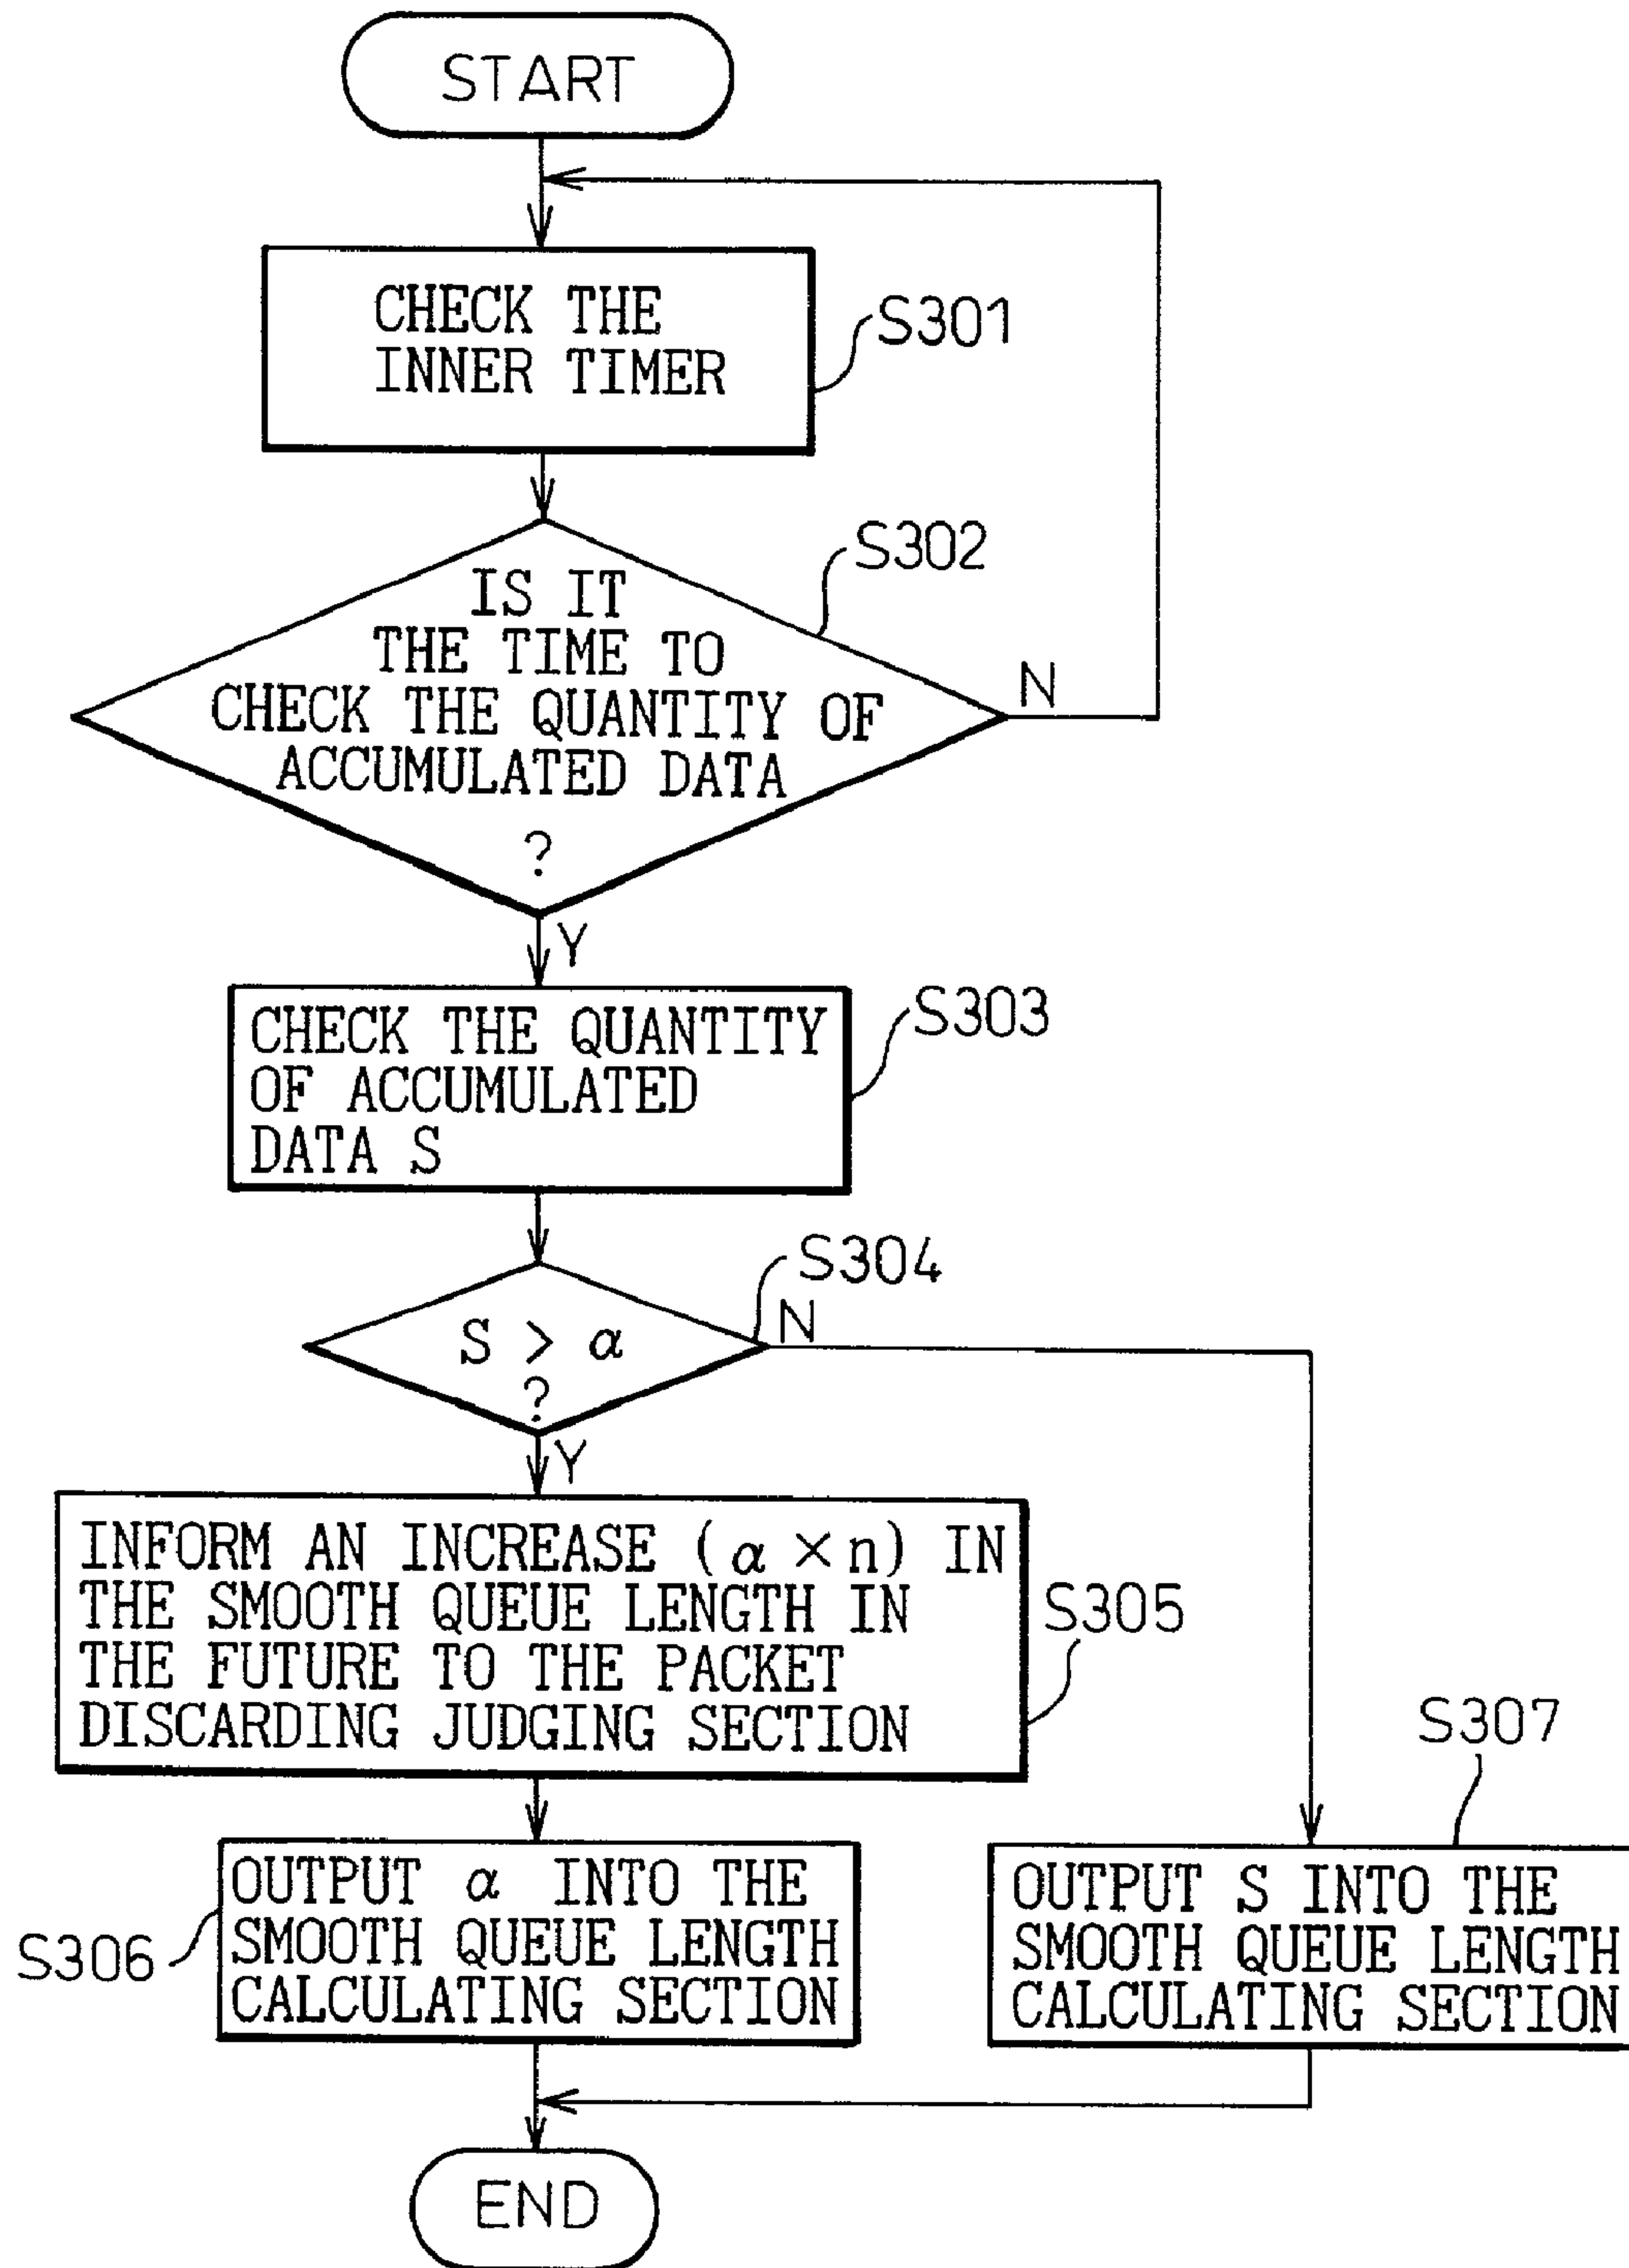 START
CHECK THE
INNER TIMER
S301
IS IT
THE TIME TO
CHECK THE QUANTITY OF
ACCUMULATED DATA
?
S302
N
Y
CHECK THE QUANTITY
OF ACCUMULATED
DATA S
S303
S > α
?
S304
N
Y
INFORM AN INCREASE (α × n) IN
THE SMOOTH QUEUE LENGTH IN
THE FUTURE TO THE PACKET
DISCARDING JUDGING SECTION
S305
OUTPUT α INTO THE
SMOOTH QUEUE LENGTH
CALCULATING SECTION
S306
S307
OUTPUT S INTO THE
SMOOTH QUEUE LENGTH
CALCULATING SECTION
END